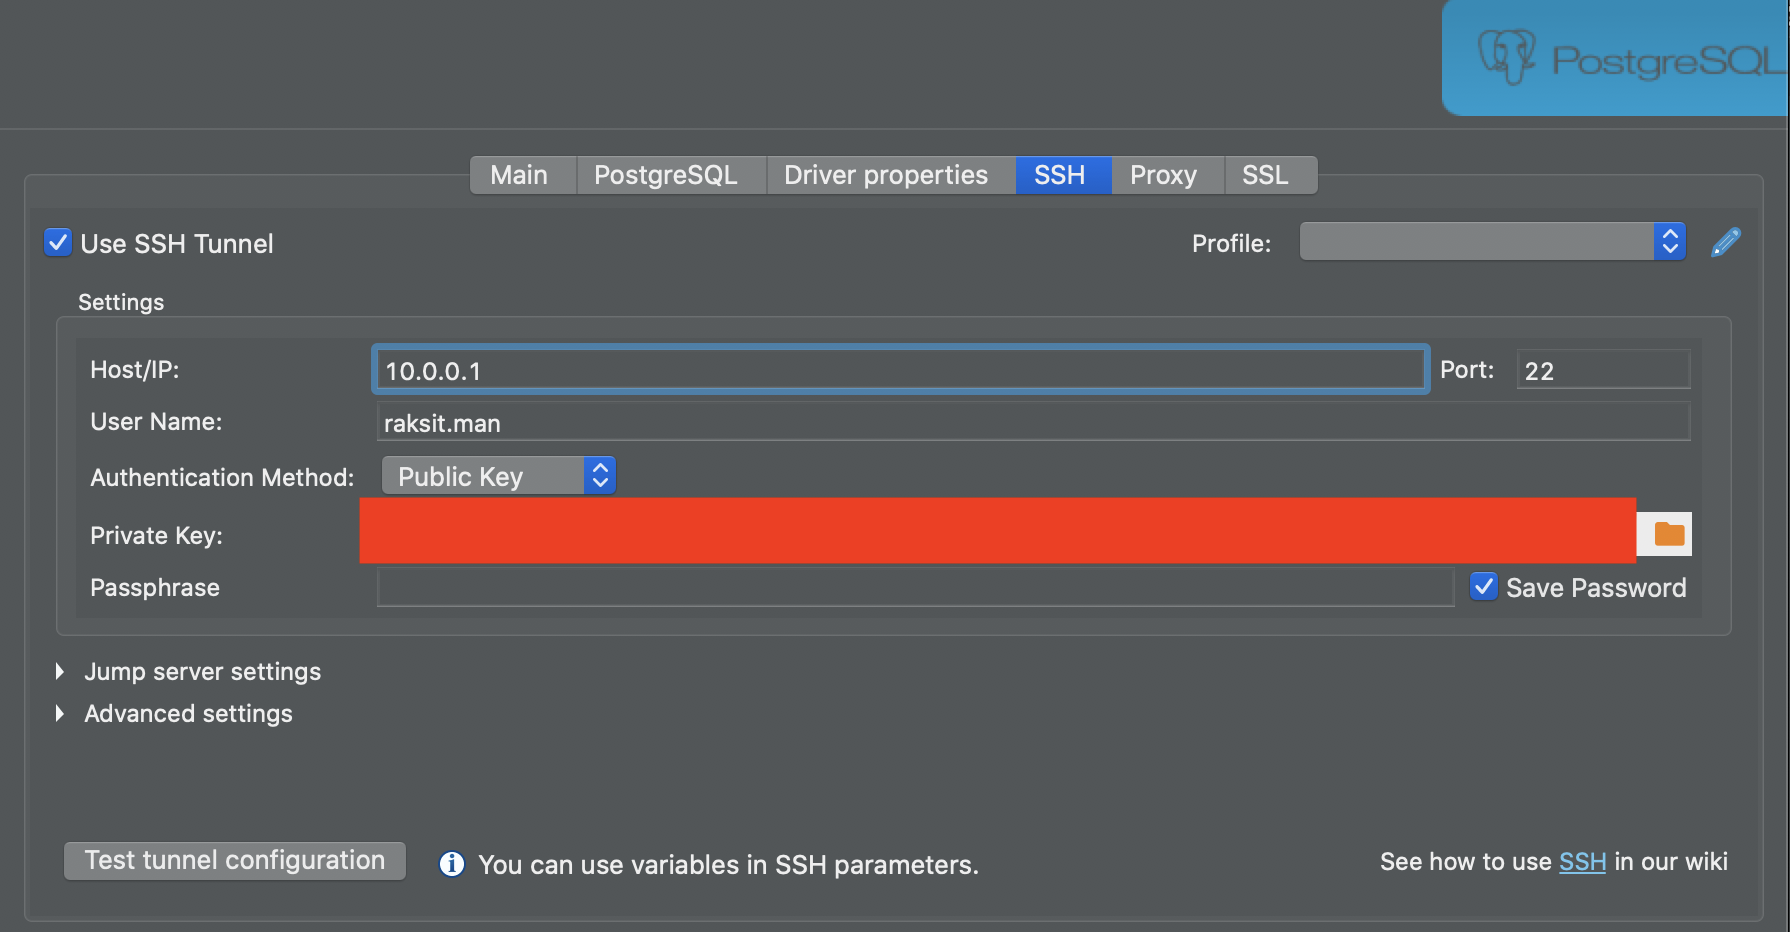 PostgreSQL
Main PostgreSQL Driver properties SSH Proxy SSL
Use SSH Tunnel Profile:
Settings
Host/IP: 10.0.0.1 Port: 22
User Name: raksit.man
Authentication Method: Public Key
Private Key:
Passphrase Save Password
Jump server settings
Advanced settings
Test tunnel configuration You can use variables in SSH parameters. See how to use SSH in our wiki